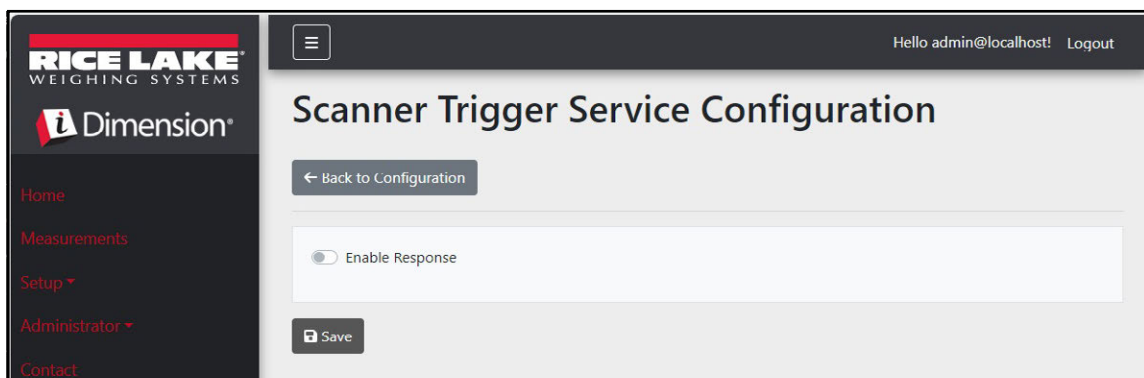 RICE LAKE®
WEIGHING SYSTEMS
i Dimension®
Home
Measurements
Setup
Administrator
Contact
Hello admin@localhost! Logout
Scanner Trigger Service Configuration
← Back to Configuration
Enable Response
Save